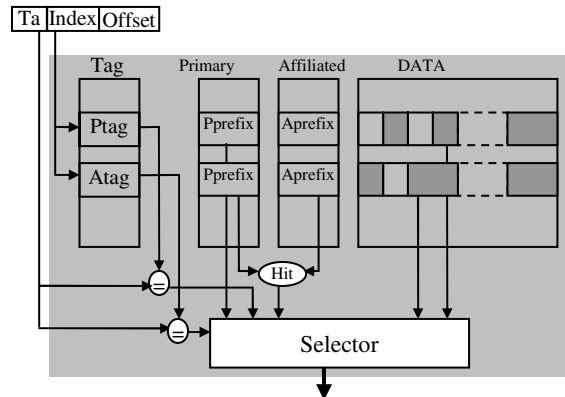 Ta Index Offset
Tag Primary Affiliated DATA
Ptag Pprefix Aprefix
Atag Pprefix Aprefix
Hit
=
=
Selector